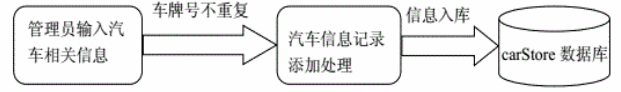 管理员输入汽
车相关信息
车牌号不重复
汽车信息记录
添加处理
信息入库
carStore 数据库